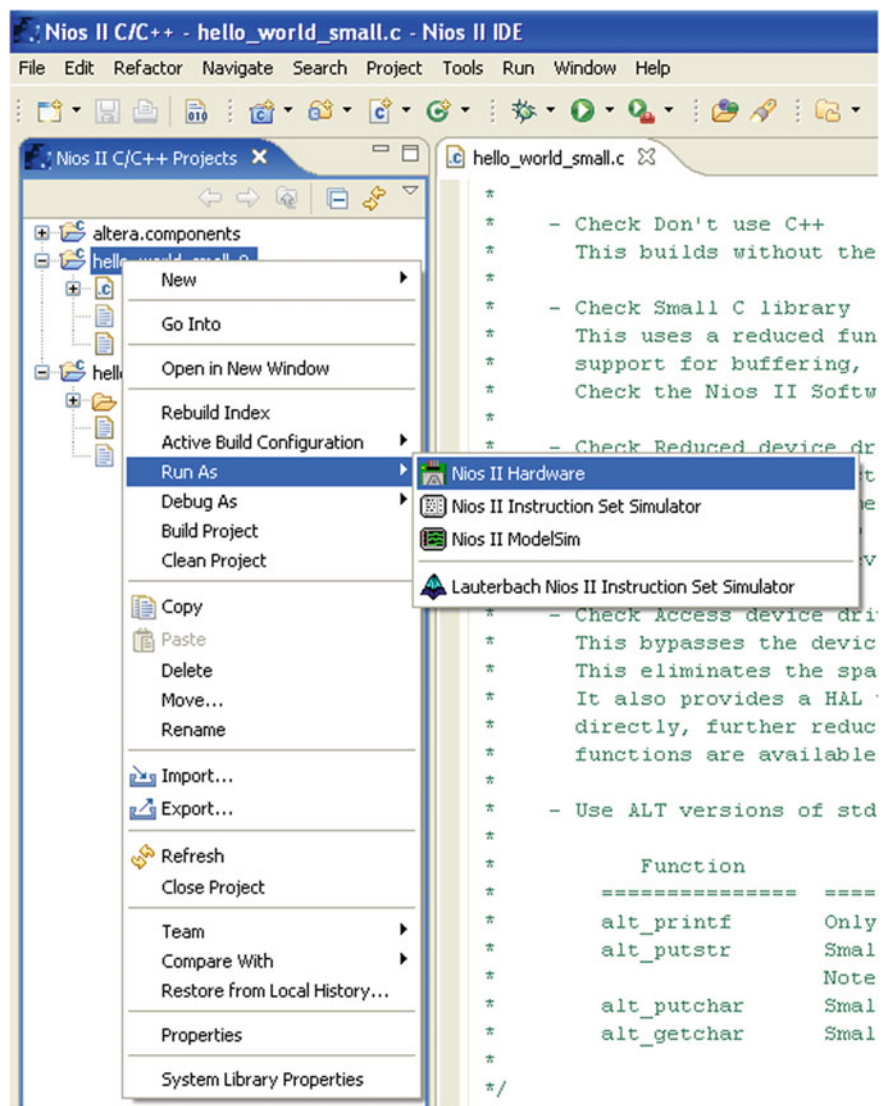 Nios II C/C++ - hello_world_small.c - Nios II IDE
File Edit Refactor Navigate Search Project Tools Run Window Help
010
Nios II C/C++ Projects
hello_world_small.c
altera.components
hello_world_small_0
hell
New
Go Into
Open in New Window
Rebuild Index
Active Build Configuration
Run As
Debug As
Build Project
Clean Project
Copy
Paste
Delete
Move...
Rename
Import...
Export...
Refresh
Close Project
Team
Compare With
Restore from Local History...
Properties
System Library Properties
Nios II Hardware
Nios II Instruction Set Simulator
Nios II ModelSim
Lauterbach Nios II Instruction Set Simulator
*
* - Check Don't use C++
* This builds without the
*
* - Check Small C library
* This uses a reduced fun
* support for buffering,
* Check the Nios II Softw
*
* - Check Reduced device dr
* - Check Access device dri
* This bypasses the devic
* This eliminates the spa
* It also provides a HAL
* directly, further reduc
* functions are available
*
* - Use ALT versions of std
*
* Function
* =============== ====
* alt_printf Only
* alt_putstr Smal
* Note
* alt_putchar Smal
* alt_getchar Smal
*
*/